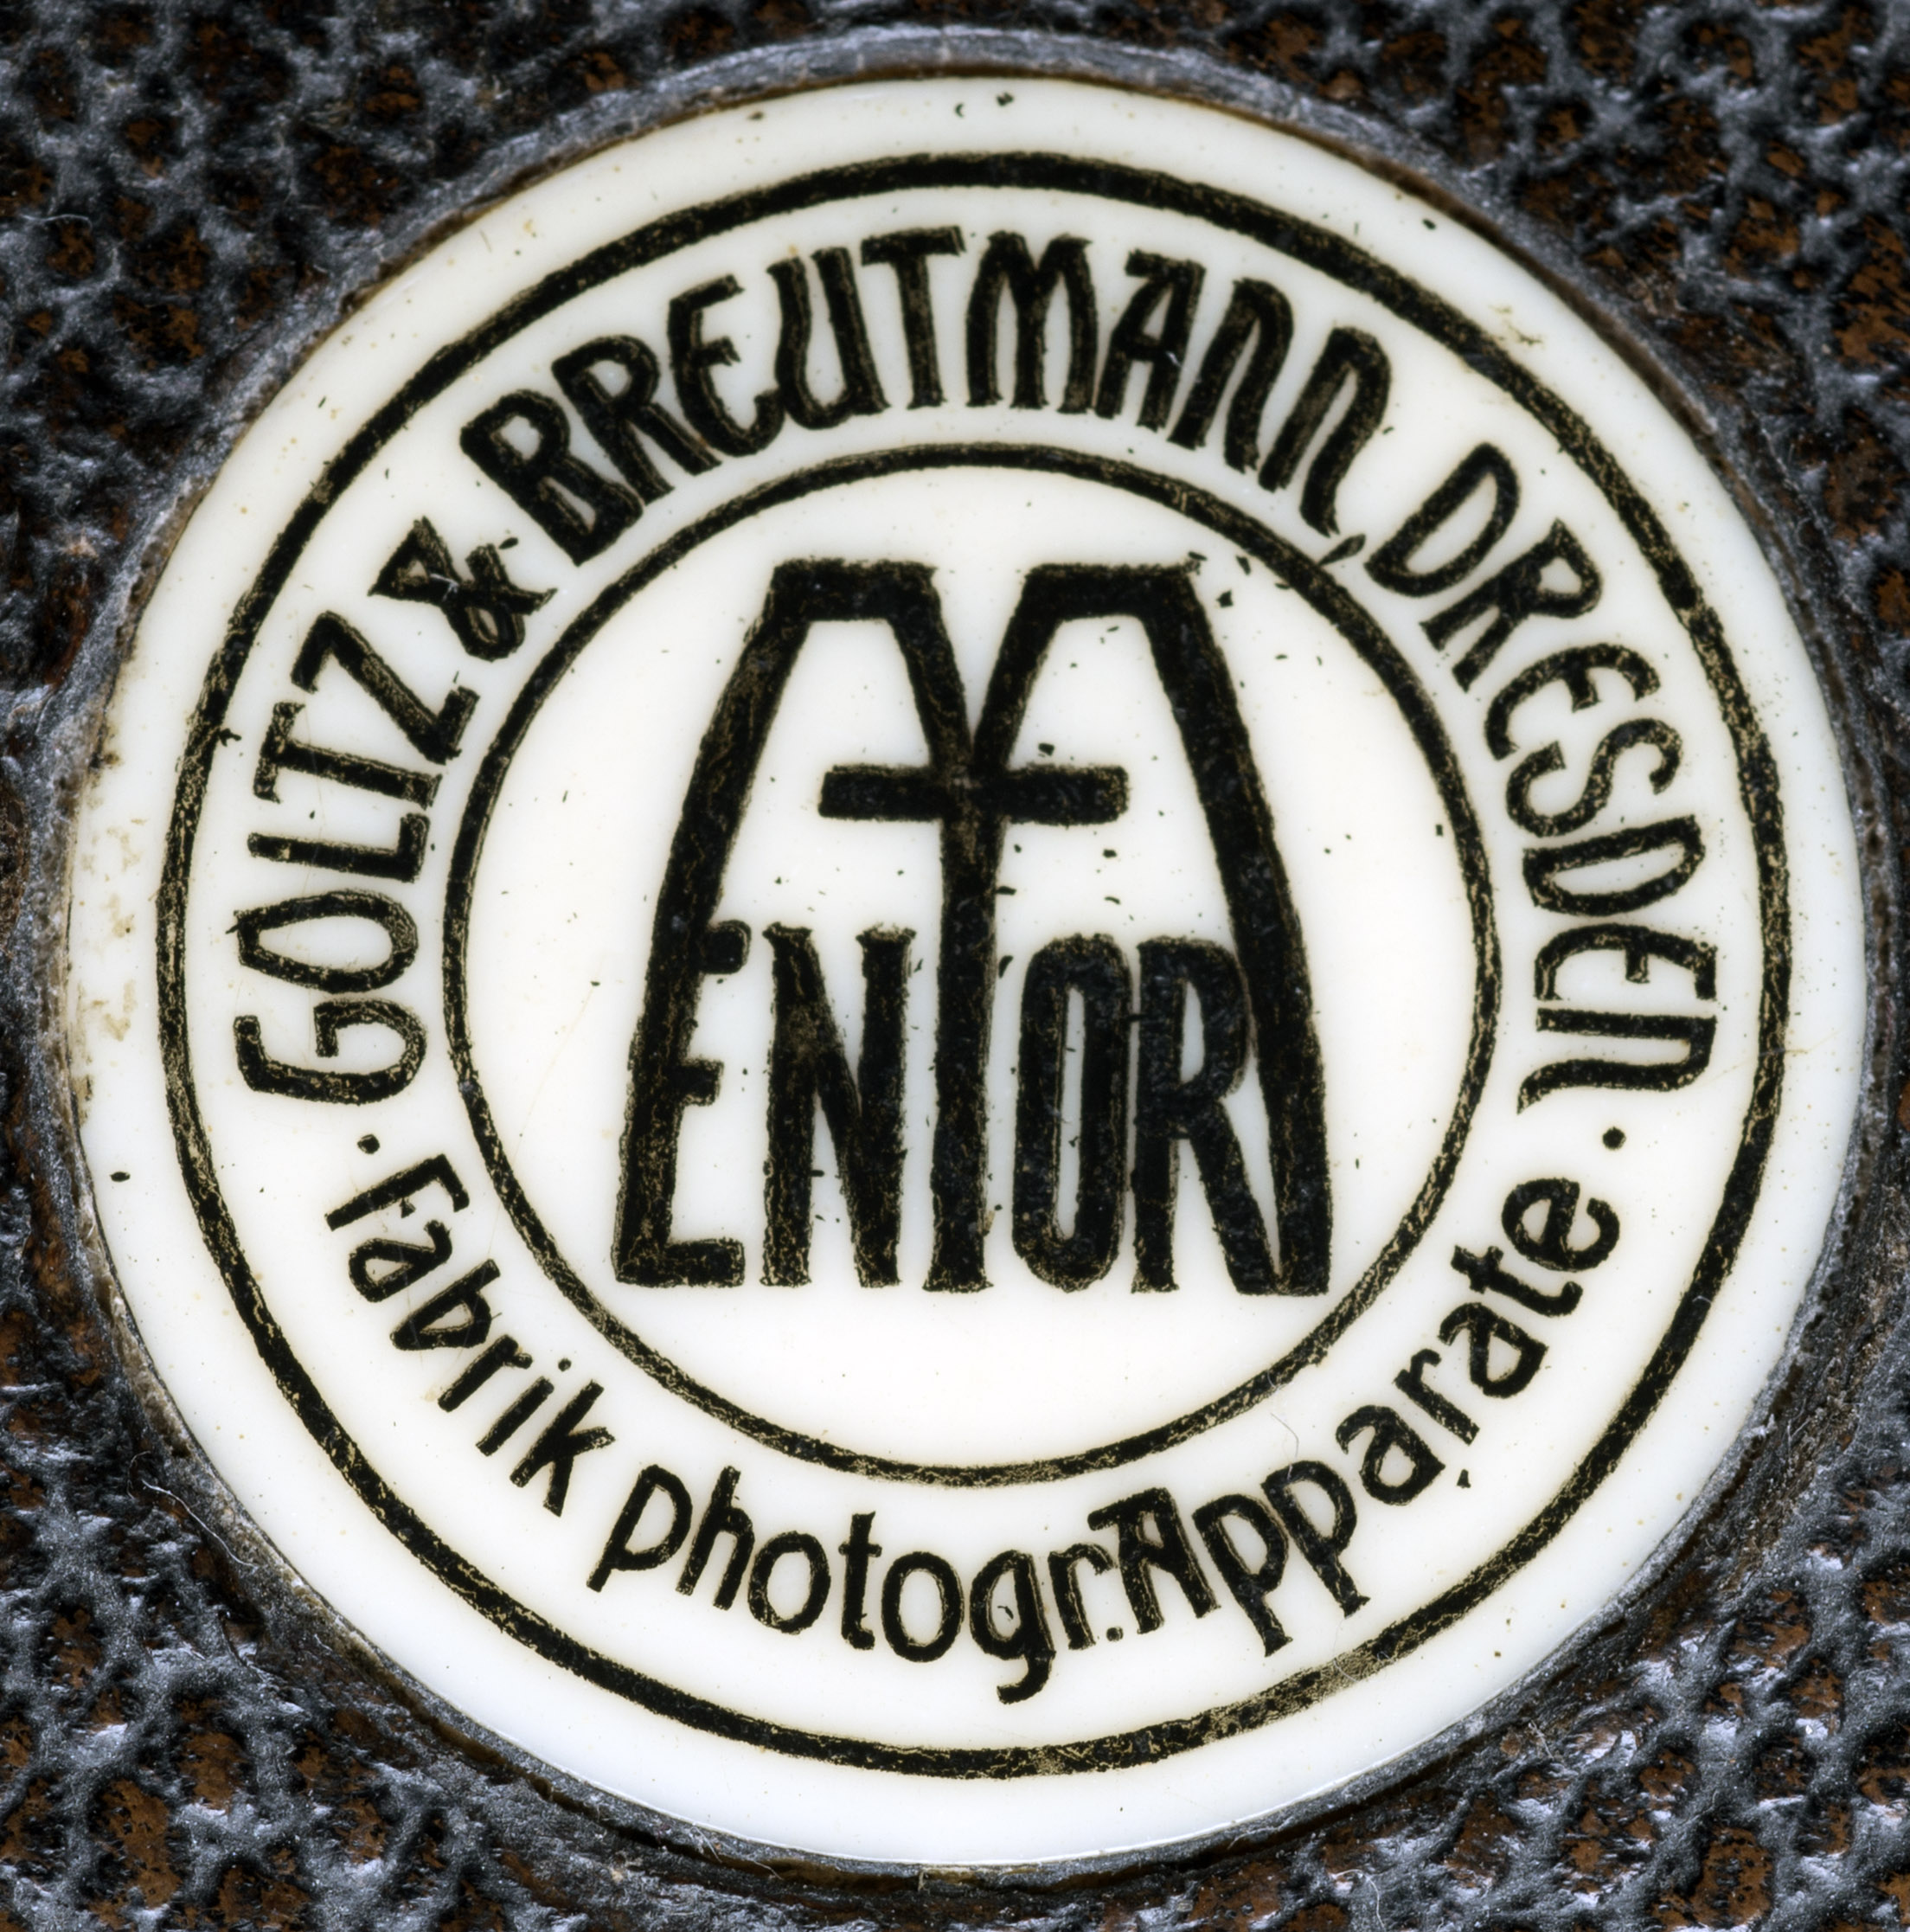 GOLTZ & BREUTMANN, DRESDEN
MENTOR
· Fabrik photogr. Apparate ·